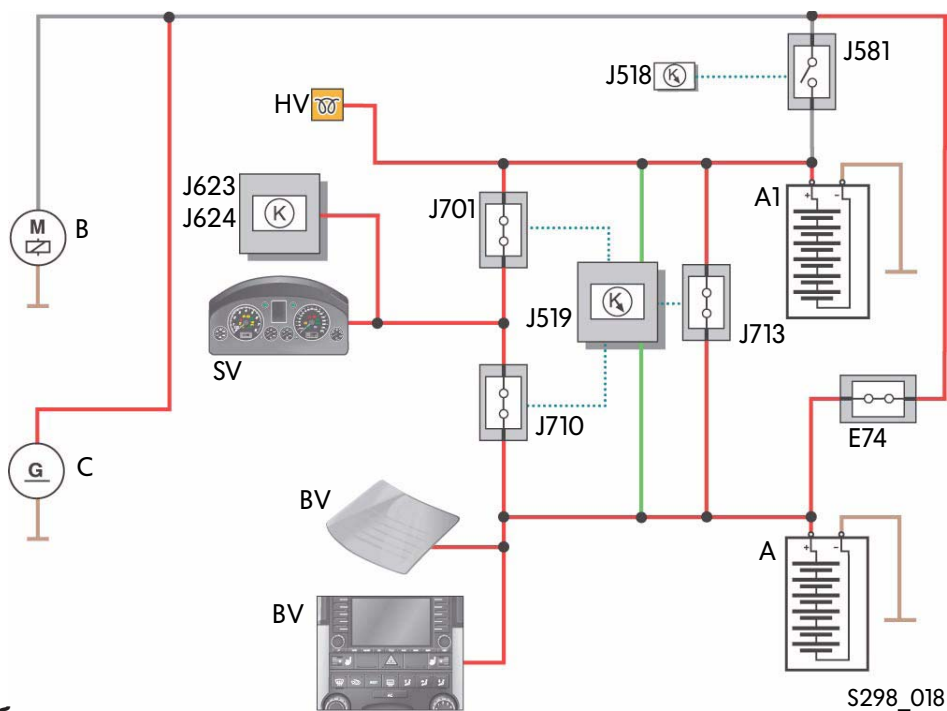 J581
J518
K
HV
J623
J624
K
J701
A1
+ -
M
B
K
J519
J713
SV
J710
E74
G
C
BV
A
+ -
BV
S298_018